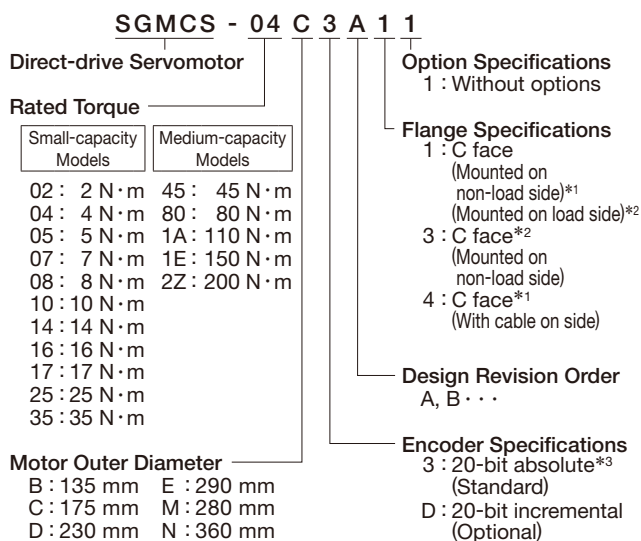 SGMCS - 04 C 3 A 1 1
Direct-drive Servomotor
Rated Torque
Small-capacity Models
02 : 2 N・m
04 : 4 N・m
05 : 5 N・m
07 : 7 N・m
08 : 8 N・m
10 : 10 N・m
14 : 14 N・m
16 : 16 N・m
17 : 17 N・m
25 : 25 N・m
35 : 35 N・m
Medium-capacity Models
45 : 45 N・m
80 : 80 N・m
1A : 110 N・m
1E : 150 N・m
2Z : 200 N・m
Motor Outer Diameter
B : 135 mm E : 290 mm
C : 175 mm M : 280 mm
D : 230 mm N : 360 mm
Option Specifications
1 : Without options
Flange Specifications
1 : C face
(Mounted on
non-load side)*1
(Mounted on load side)*2
3 : C face*2
(Mounted on
non-load side)
4 : C face*1
(With cable on side)
Design Revision Order
A, B・・・
Encoder Specifications
3 : 20-bit absolute*3
(Standard)
D : 20-bit incremental
(Optional)